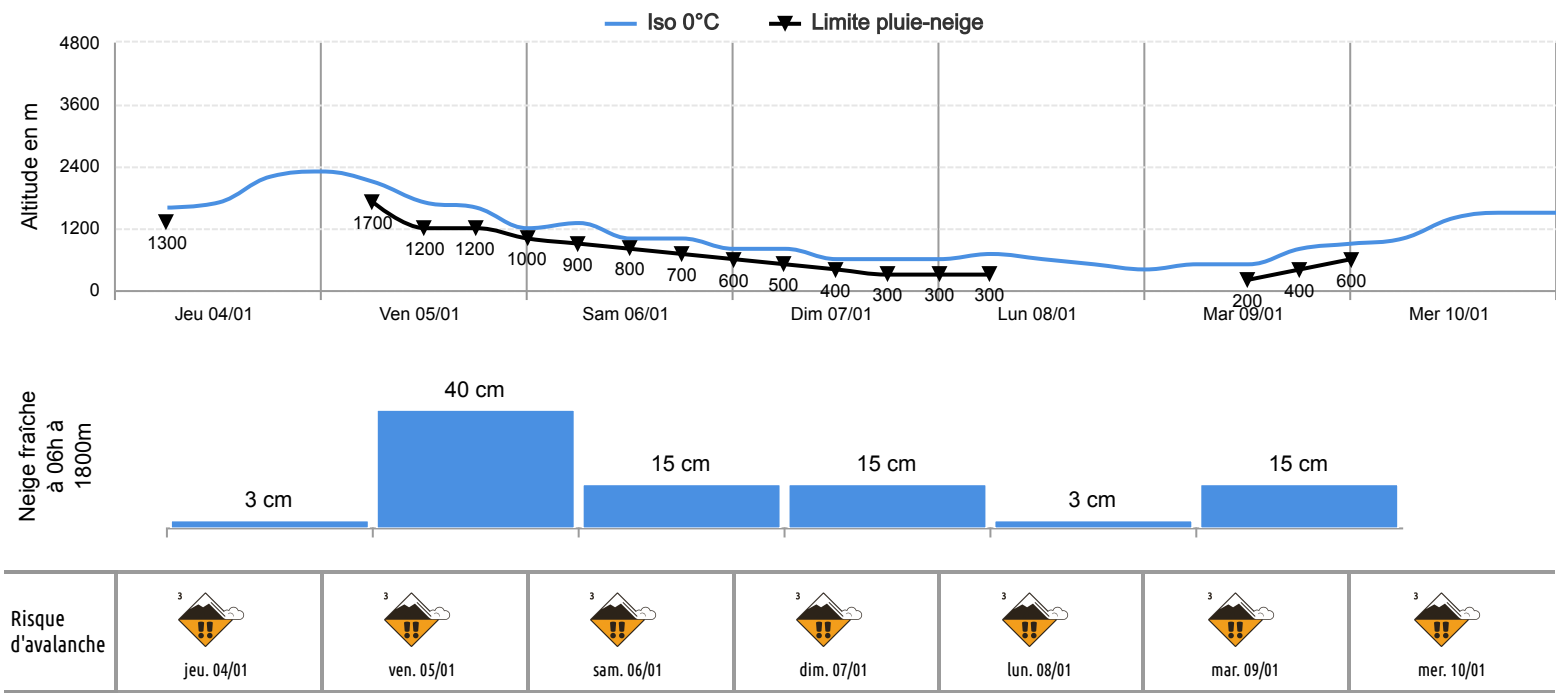 Iso 0°C Limite pluie-neige
Altitude en m
4800
3600
2400
1200
0
1300 1700 1200 1200 1000 900 800 700 600 500 400 300 300 300 200 400 600
Jeu 04/01 Ven 05/01 Sam 06/01 Dim 07/01 Lun 08/01 Mar 09/01 Mer 10/01
Neige fraîche
à 06h à
1800m
3 cm 40 cm 15 cm 15 cm 3 cm 15 cm
Risque
d'avalanche
3 3 3 3 3 3 3
jeu. 04/01 ven. 05/01 sam. 06/01 dim. 07/01 lun. 08/01 mar. 09/01 mer. 10/01